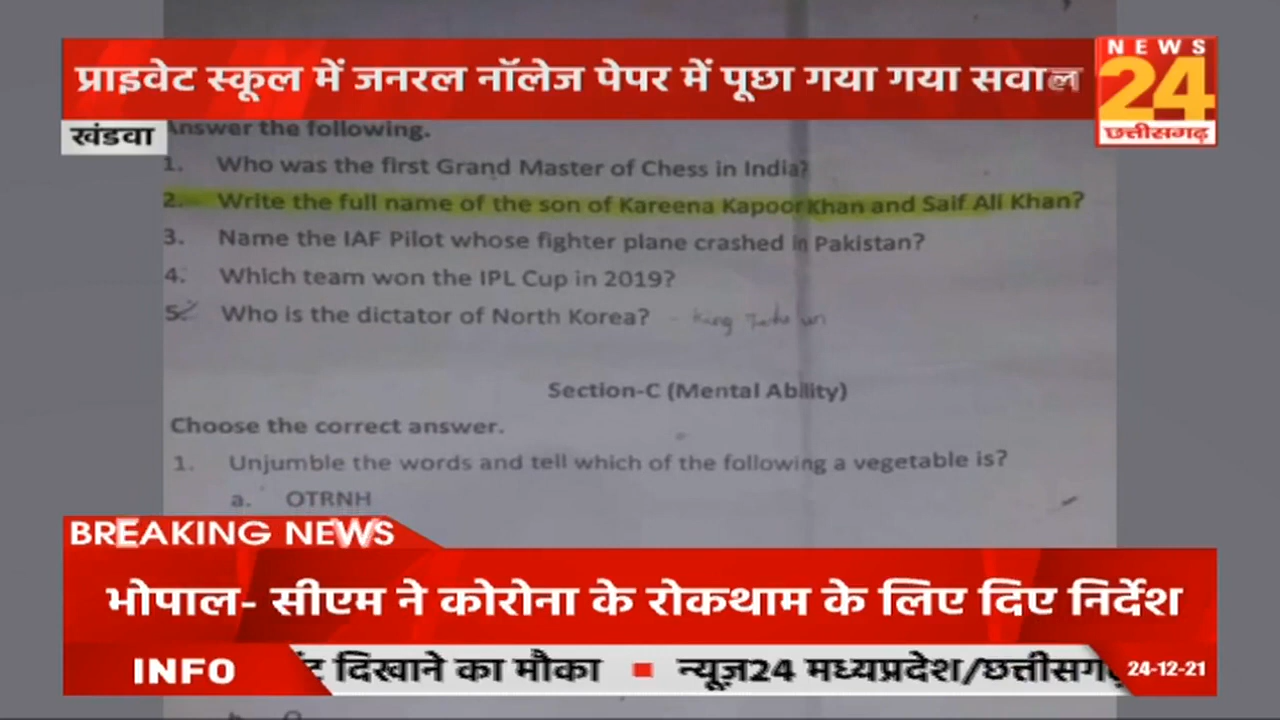 प्राइवेट स्कूल में जनरल नॉलेज पेपर में पूछा गया गया सवाल
NEWS
24
छत्तीसगढ़
खंडवा
Answer the following.
1. Who was the first Grand Master of Chess in India?
2. Write the full name of the son of Kareena Kapoor Khan and Saif Ali Khan?
3. Name the IAF Pilot whose fighter plane crashed in Pakistan?
4. Which team won the IPL Cup in 2019?
5. Who is the dictator of North Korea? - King
Section-C (Mental Ability)
Choose the correct answer.
1. Unjumble the words and tell which of the following a vegetable is?
a. OTRNH
BREAKING NEWS
भोपाल- सीएम ने कोरोना के रोकथाम के लिए दिए निर्देश
INFO
दिखाने का मौका ■ न्यूज़24 मध्यप्रदेश/छत्तीसगढ़
24-12-21